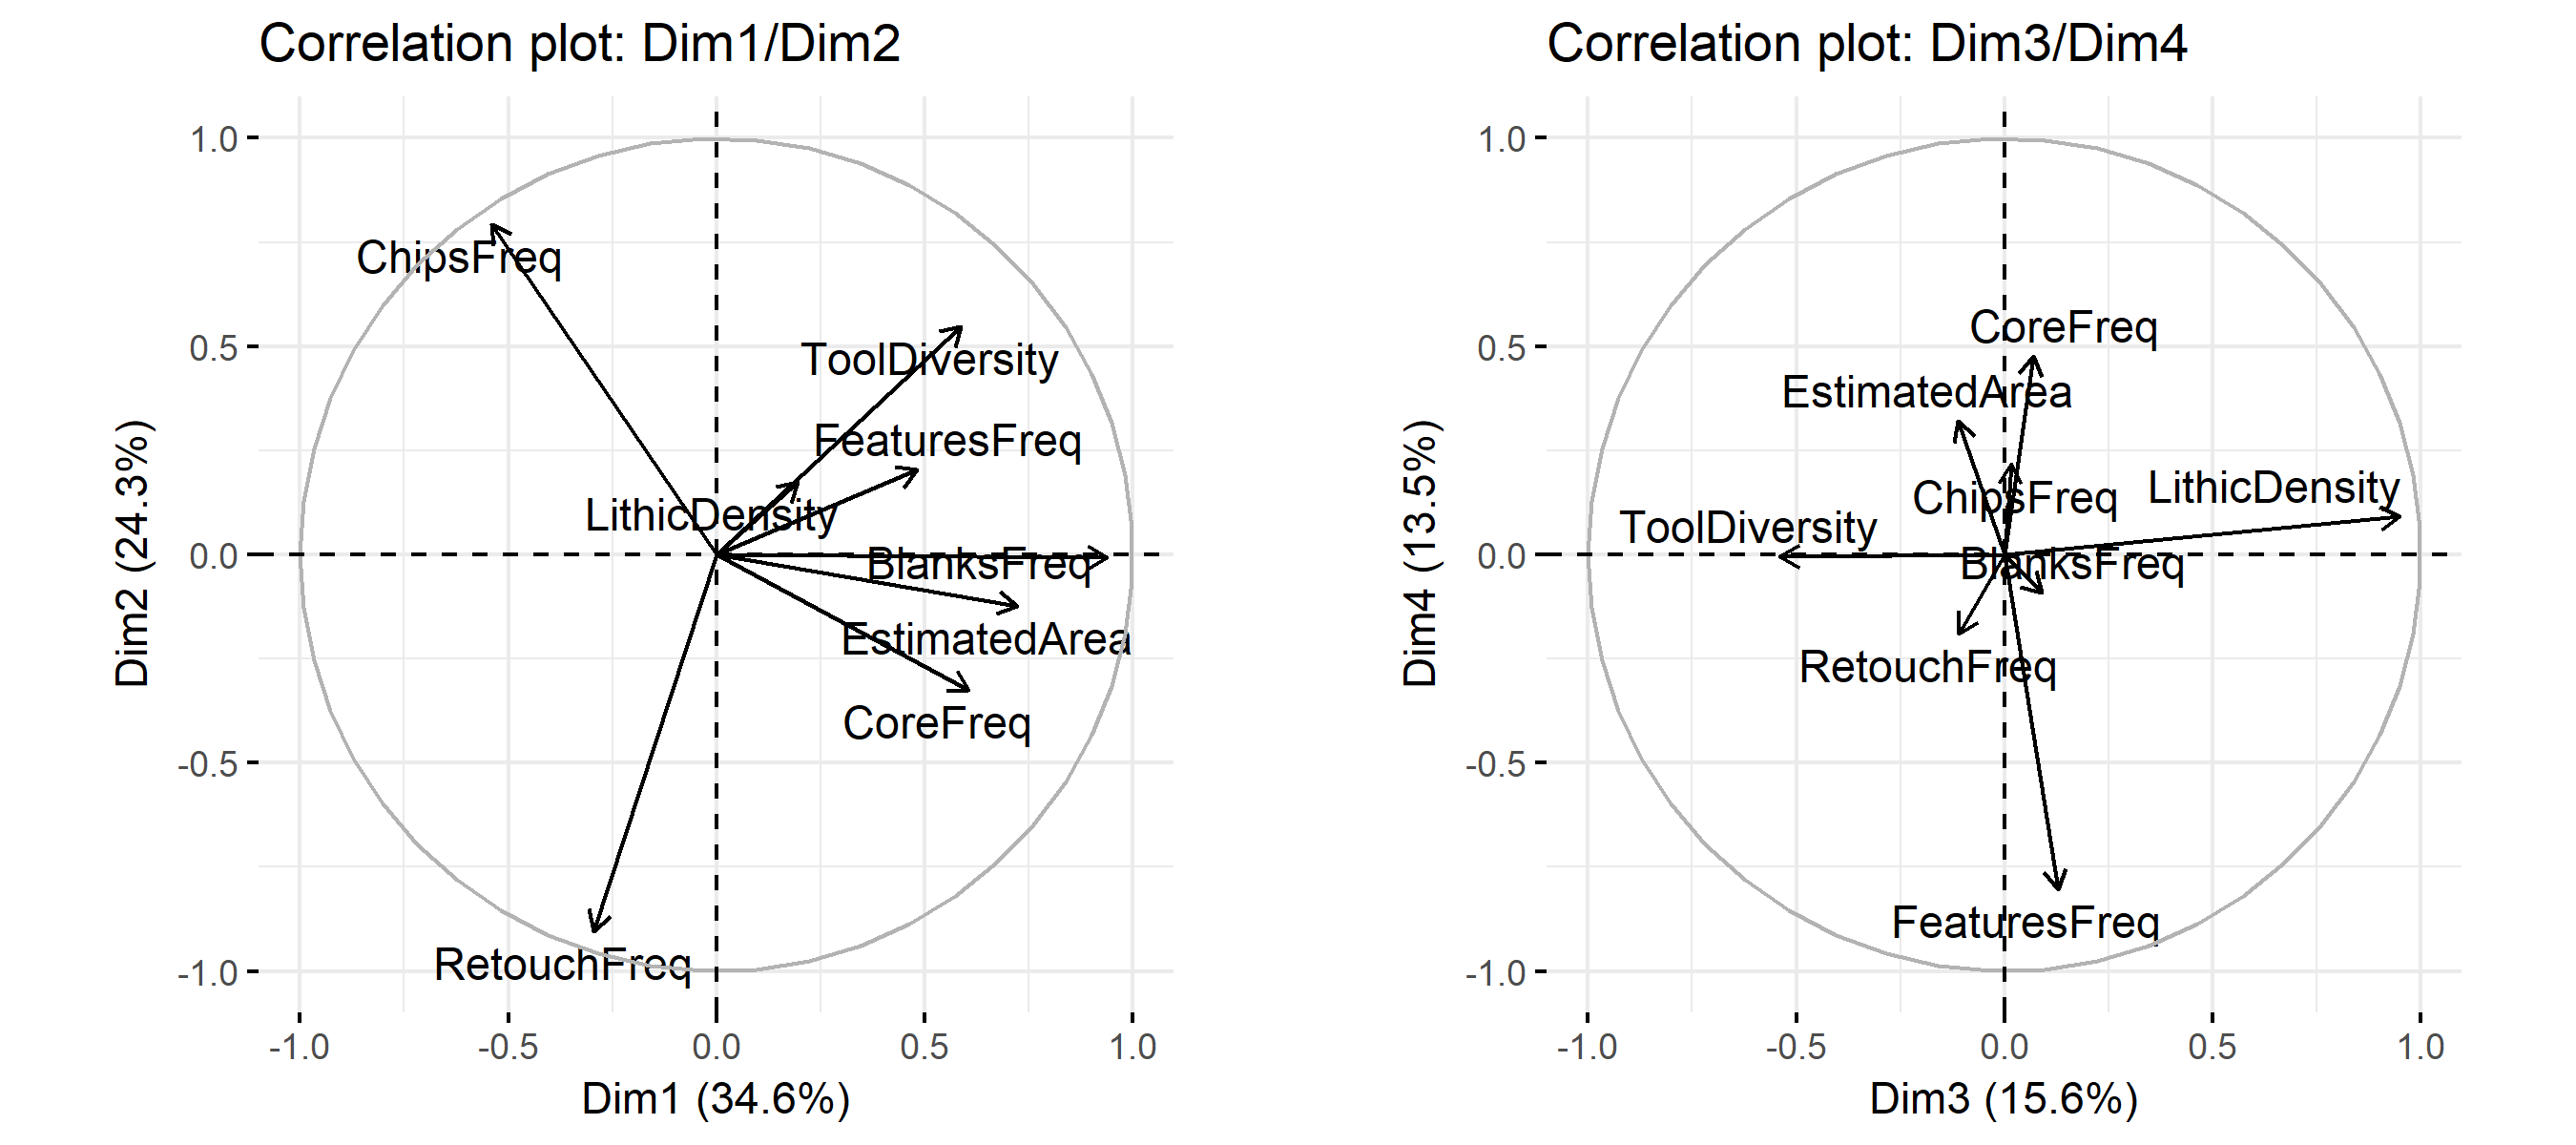 Correlation plot: Dim1/Dim2
1.0
0.5
0.0
-0.5
-1.0
Dim2 (24.3%)
ChipsFreq
ToolDiversity
FeaturesFreq
LithicDensity
BlanksFreq
EstimatedArea
CoreFreq
RetouchFreq
-1.0 -0.5 0.0 0.5 1.0
Dim1 (34.6%)
Correlation plot: Dim3/Dim4
1.0
0.5
0.0
-0.5
-1.0
Dim4 (13.5%)
CoreFreq
EstimatedArea
LithicDensity
ChipsFreq
ToolDiversity
BlanksFreq
RetouchFreq
FeaturesFreq
-1.0 -0.5 0.0 0.5 1.0
Dim3 (15.6%)